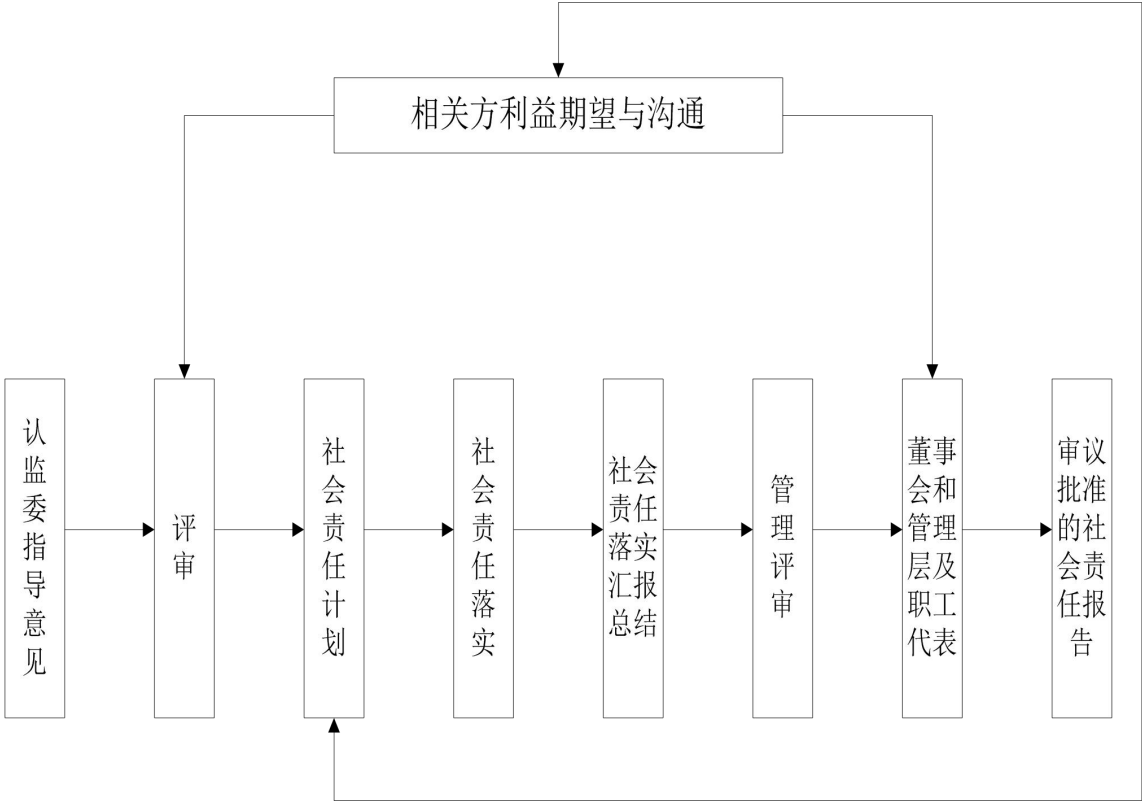 相关方利益期望与沟通
认监委指导意见
评审
社会责任计划
社会责任落实
社会
责任
落实
汇报
总结
管理评审
董事
会和
管理
层及
职工
代表
审议
批准
的社
会责
任报
告